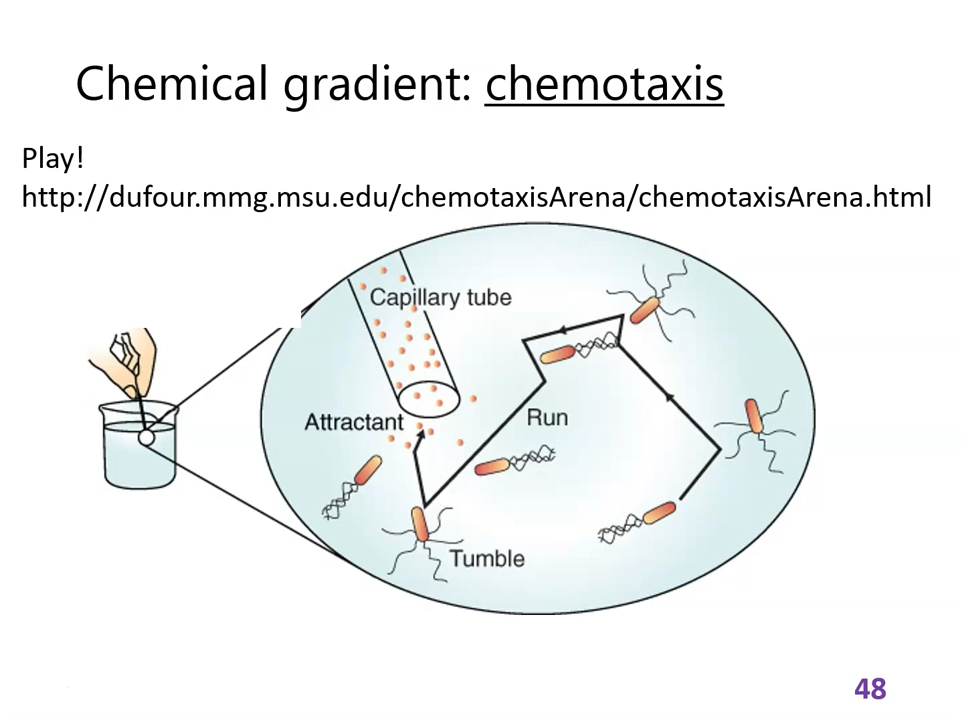 Chemical gradient: chemotaxis
Play!
http://dufour.mmg.msu.edu/chemotaxisArena/chemotaxisArena.html
Capillary tube
Attractant
Run
Tumble
48